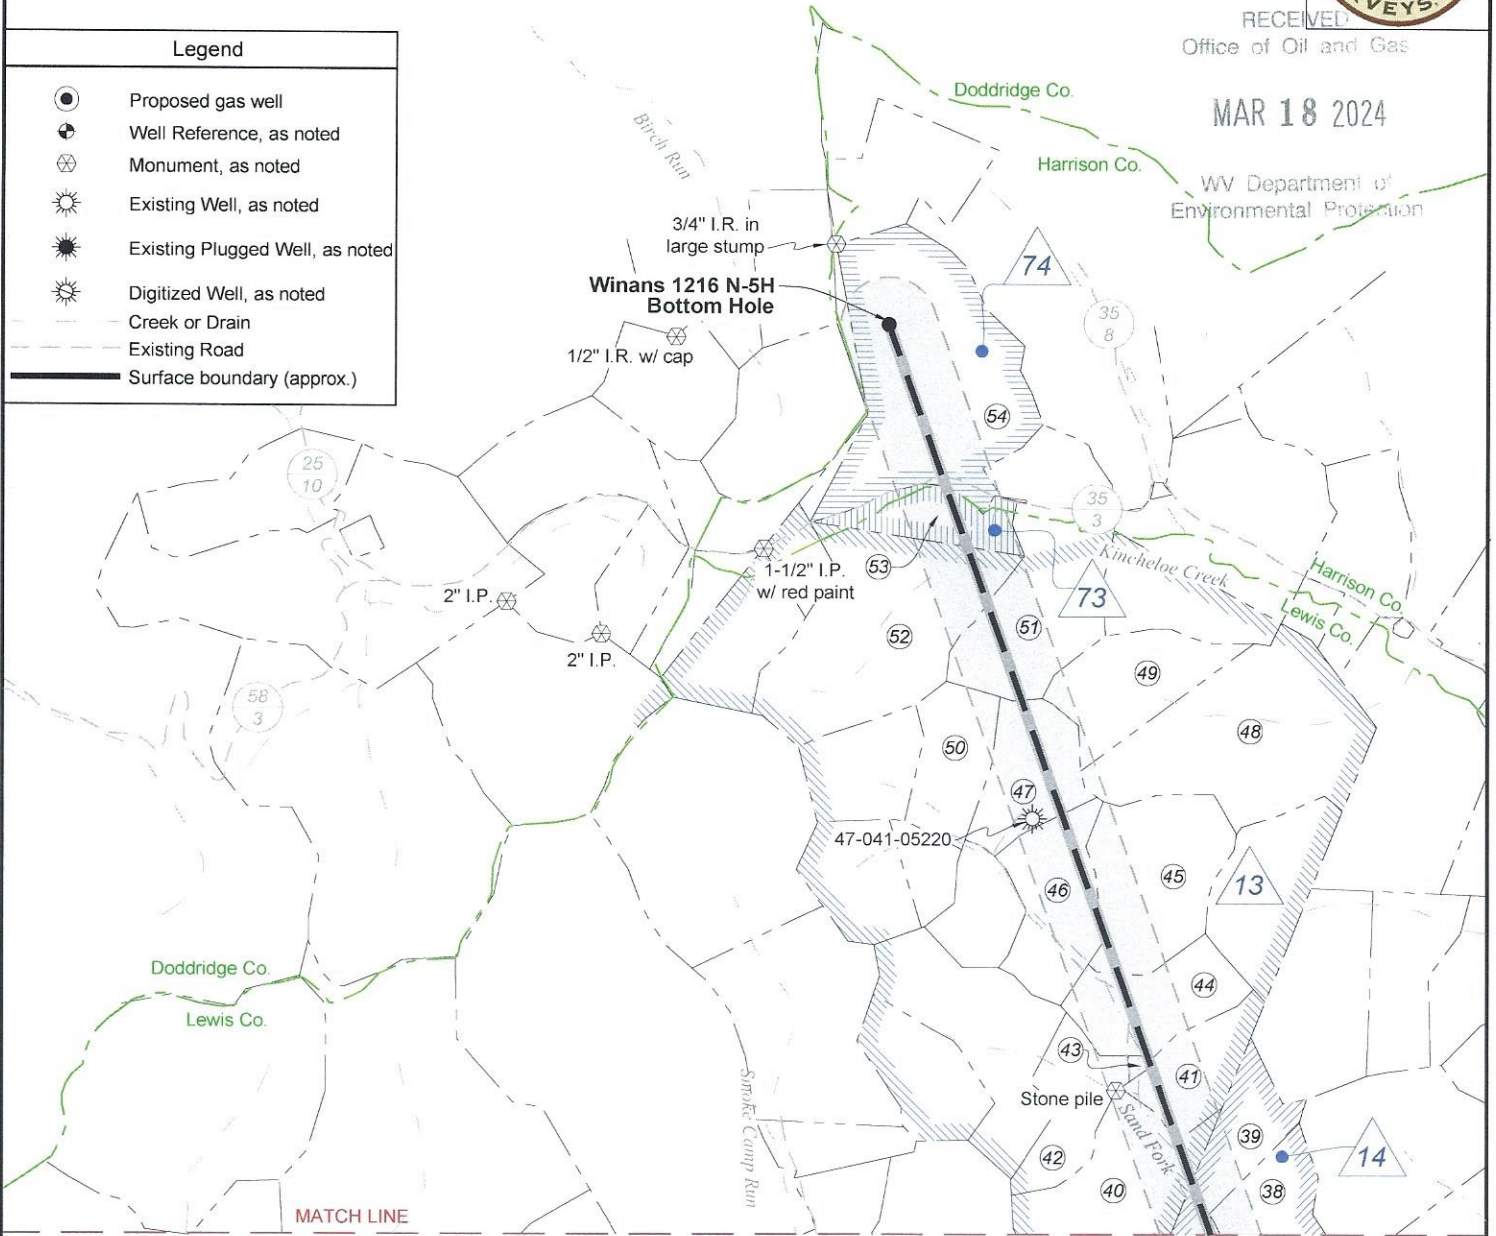 VEYS.
RECEIVED
Office of Oil and Gas
MAR 18 2024
WV Department of
Environmental Protection
Legend
Proposed gas well
Well Reference, as noted
Monument, as noted
Existing Well, as noted
Existing Plugged Well, as noted
Digitized Well, as noted
Creek or Drain
Existing Road
Surface boundary (approx.)
Doddridge Co.
Harrison Co.
Birch Run
3/4" I.R. in
large stump
74
Winans 1216 N-5H
Bottom Hole
35
8
1/2" I.R. w/ cap
54
25
10
35
3
Kincheloe Creek
1-1/2" I.P.
w/ red paint
53
73
Harrison Co.
Lewis Co.
2" I.P.
2" I.P.
52
51
49
58
3
50
48
47
47-041-05220
46
45
13
Doddridge Co.
Lewis Co.
44
43
41
Smoke Camp Run
Stone pile
Sand Fork
39
14
42
40
38
MATCH LINE